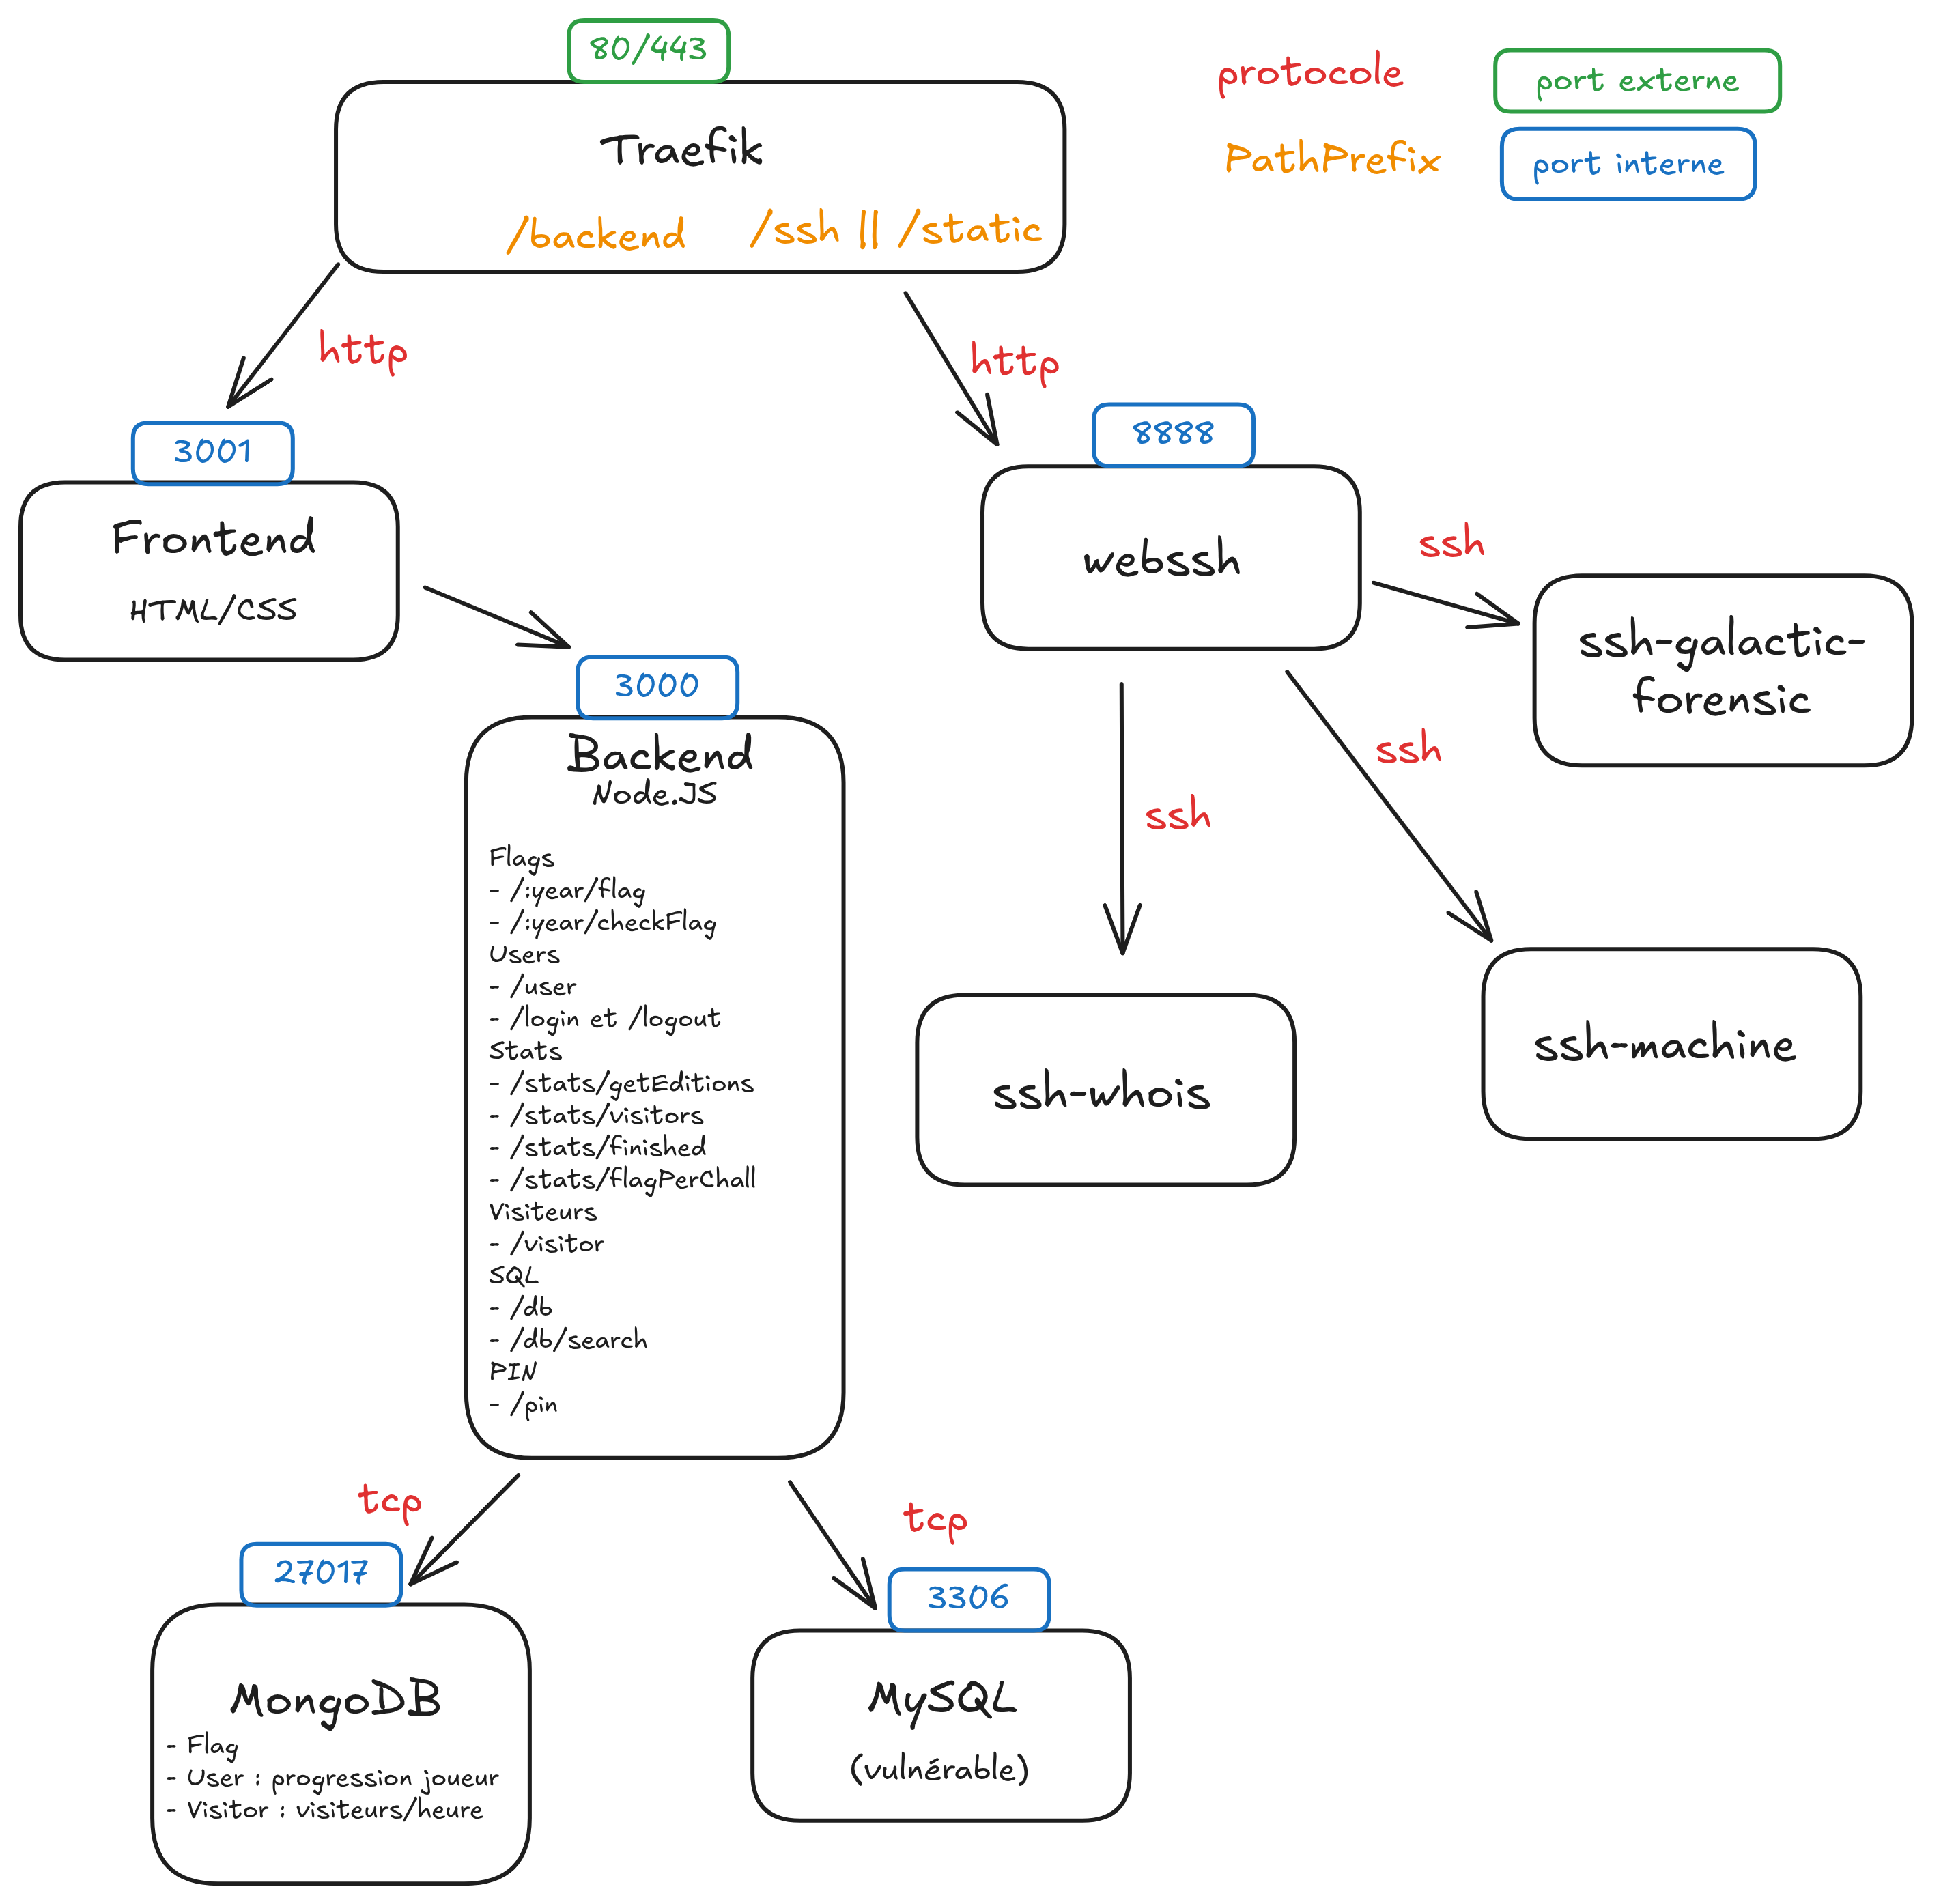 80/443
Traefik
/backend
/ssh || /static
protocole
port externe
PathPrefix
port interne
http
http
3001
Frontend
HTML/CSS
8888
webssh
ssh
ssh-galactic-
forensic
3000
Backend
Node.JS
Flags
- /:year/flag
- /:year/checkFlag
Users
- /user
- /login et /logout
Stats
- /stats/getEditions
- /stats/visitors
- /stats/finished
- /stats/flagPerChall
Visiteurs
- /visitor
SQL
- /db
- /db/search
PIN
- /pin
ssh
ssh
ssh-whois
ssh-machine
tcp
tcp
27017
MongoDB
- Flag
- User : progression joueur
- Visitor : visiteurs/heure
3306
MySQL
(vulnérable)